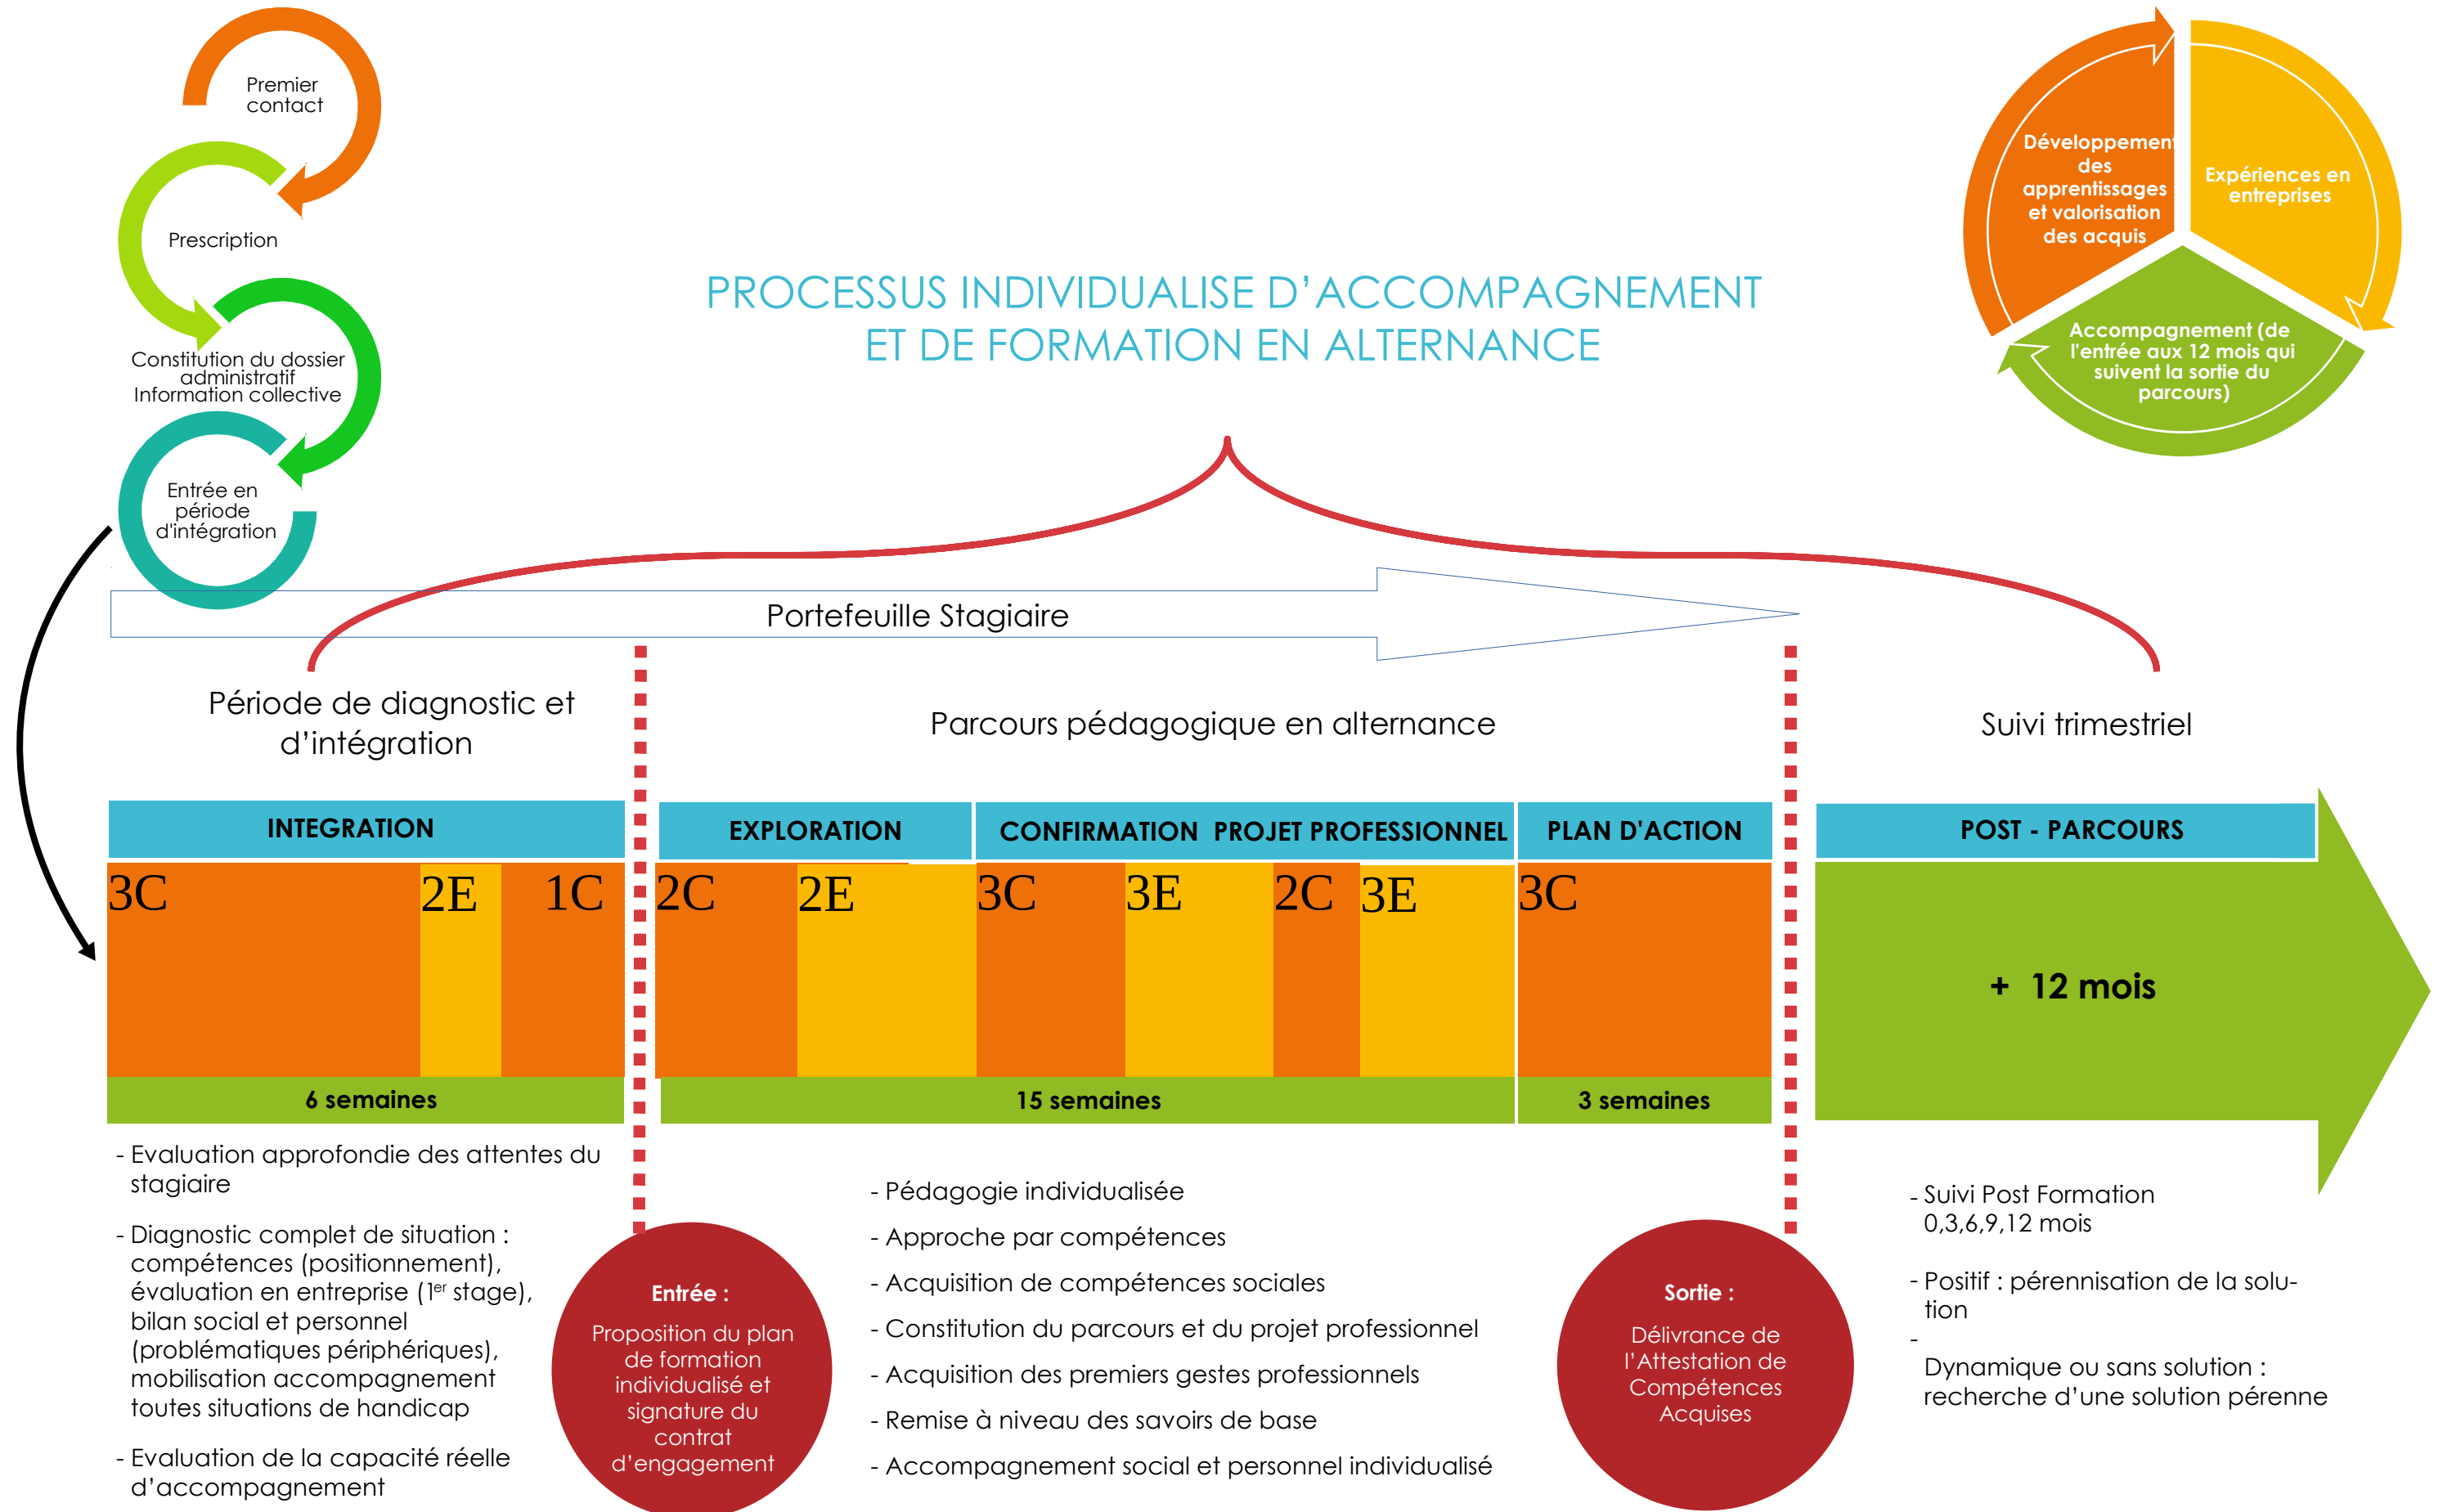 Premier
contact
Prescription
Constitution du dossier
administratif
Information collective
Entrée en
période
d'intégration
PROCESSUS INDIVIDUALISE D’ACCOMPAGNEMENT
ET DE FORMATION EN ALTERNANCE
Développement
des
apprentissages
et valorisation
des acquis
Expériences en
entreprises
Accompagnement (de
l'entrée aux 12 mois qui
suivent la sortie du
parcours)
Portefeuille Stagiaire
Période de diagnostic et
d’intégration
Parcours pédagogique en alternance
Suivi trimestriel
INTEGRATION
EXPLORATION
CONFIRMATION PROJET PROFESSIONNEL
PLAN D'ACTION
POST - PARCOURS
3C 2E 1C 2C 2E 3C 3E 2C 3E 3C
+ 12 mois
6 semaines
15 semaines
3 semaines
- Evaluation approfondie des attentes du
stagiaire
- Diagnostic complet de situation :
compétences (positionnement),
évaluation en entreprise (1er stage),
bilan social et personnel
(problématiques périphériques),
mobilisation accompagnement
toutes situations de handicap
- Evaluation de la capacité réelle
d’accompagnement
Entrée :
Proposition du plan
de formation
individualisé et
signature du
contrat
d’engagement
- Pédagogie individualisée
- Approche par compétences
- Acquisition de compétences sociales
- Constitution du parcours et du projet professionnel
- Acquisition des premiers gestes professionnels
- Remise à niveau des savoirs de base
- Accompagnement social et personnel individualisé
Sortie :
Délivrance de
l’Attestation de
Compétences
Acquises
- Suivi Post Formation
0,3,6,9,12 mois
- Positif : pérennisation de la solu-
tion
-
Dynamique ou sans solution :
recherche d’une solution pérenne